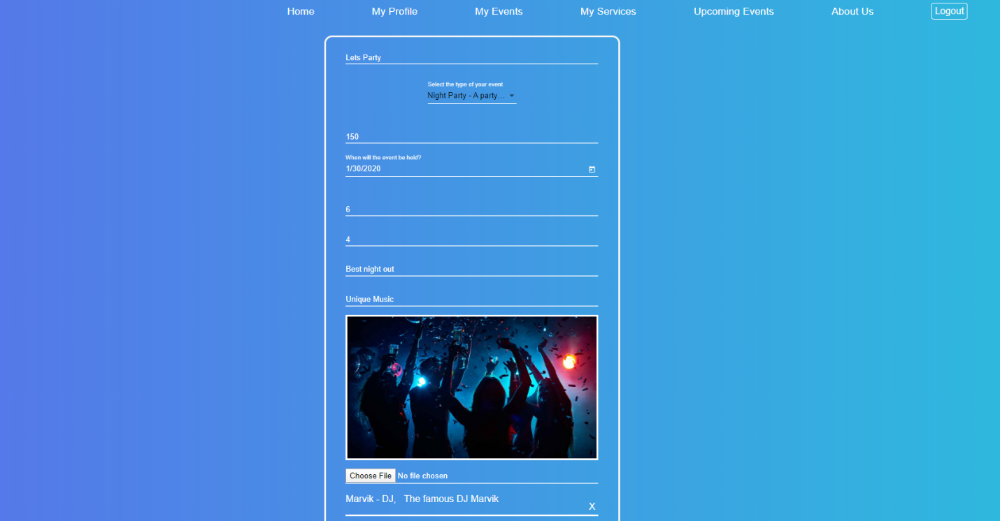 Home My Profile My Events My Services Upcoming Events About Us Logout
Lets Party
Select the type of your event
Night Party - A party...
150
When will the event be held?
1/30/2020
6
4
Best night out
Unique Music
Choose File No file chosen
Marvik - DJ, The famous DJ Marvik
X